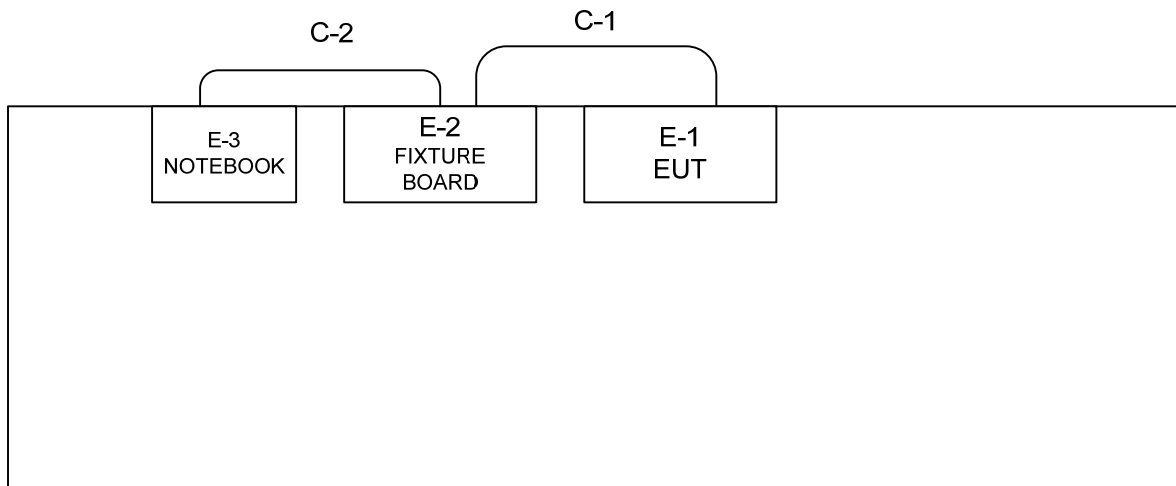 C-2
C-1
E-3
NOTEBOOK
E-2
FIXTURE
BOARD
E-1
EUT